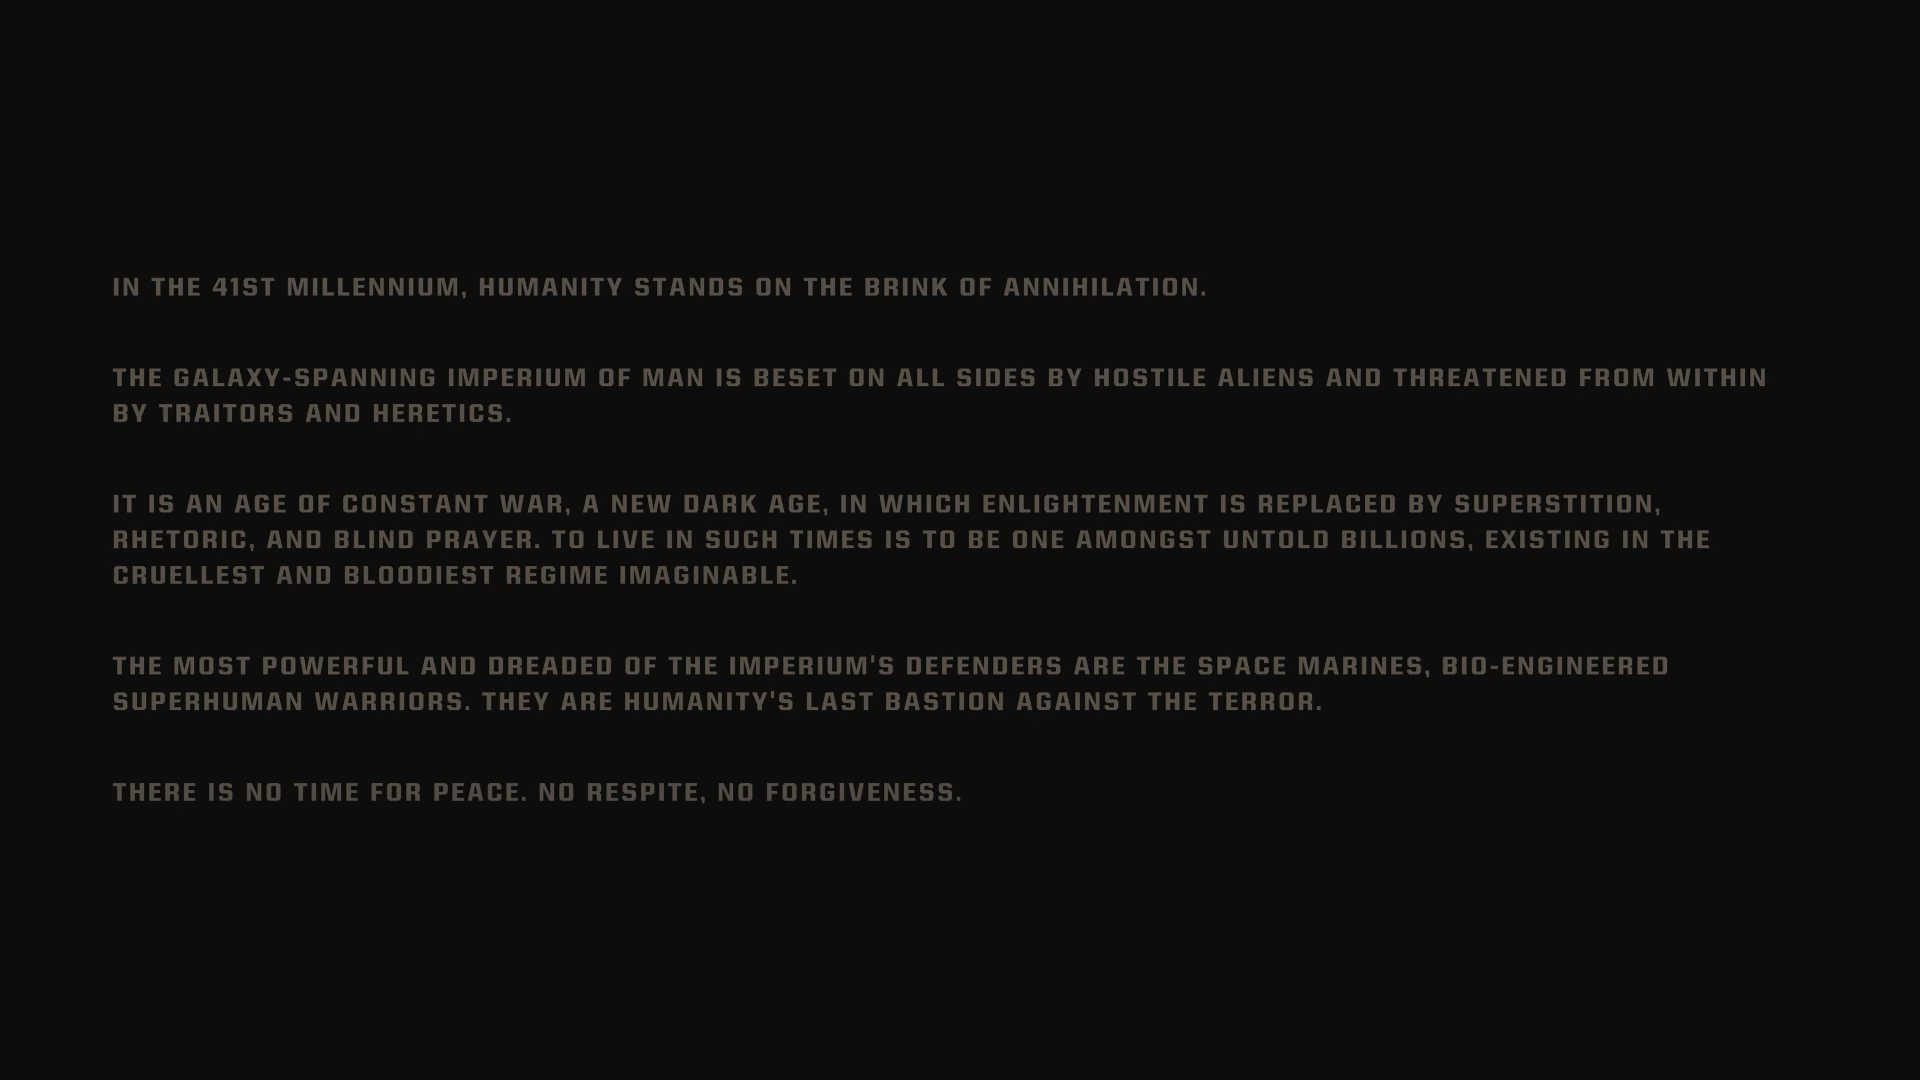 IN THE 41ST MILLENNIUM, HUMANITY STANDS ON THE BRINK OF ANNIHILATION.
THE GALAXY-SPANNING IMPERIUM OF MAN IS BESET ON ALL SIDES BY HOSTILE ALIENS AND THREATENED FROM WITHIN
BY TRAITORS AND HERETICS.
IT IS AN AGE OF CONSTANT WAR, A NEW DARK AGE, IN WHICH ENLIGHTENMENT IS REPLACED BY SUPERSTITION,
RHETORIC, AND BLIND PRAYER. TO LIVE IN SUCH TIMES IS TO BE ONE AMONGST UNTOLD BILLIONS, EXISTING IN THE
CRUELLEST AND BLOODIEST REGIME IMAGINABLE.
THE MOST POWERFUL AND DREADED OF THE IMPERIUM'S DEFENDERS ARE THE SPACE MARINES, BIO-ENGINEERED
SUPERHUMAN WARRIORS. THEY ARE HUMANITY'S LAST BASTION AGAINST THE TERROR.
THERE IS NO TIME FOR PEACE. NO RESPITE, NO FORGIVENESS.